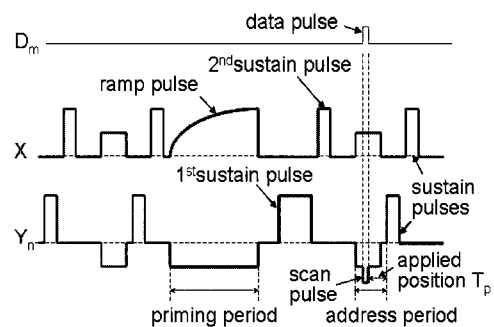 data pulse
Dm
2nd sustain pulse
ramp pulse
X
1st sustain pulse
sustain
pulses
Yn
scan
pulse
applied
position Tp
priming period
address period